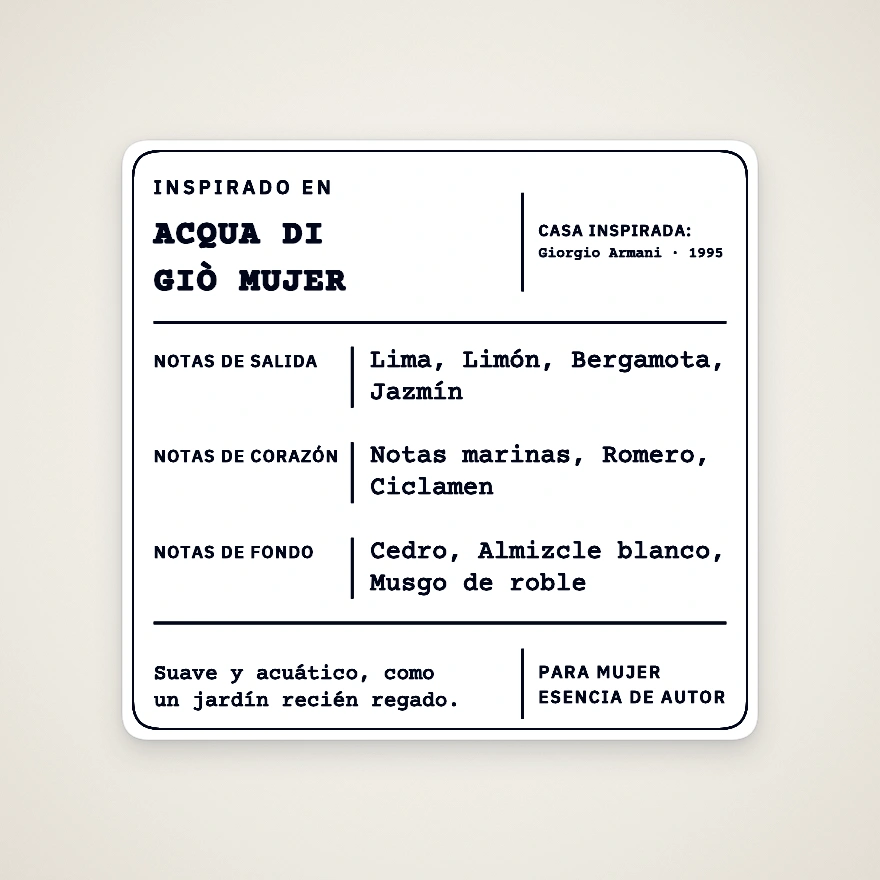 INSPIRADO EN
ACQUA DI
GIÒ MUJER
CASA INSPIRADA:
Giorgio Armani · 1995
NOTAS DE SALIDA
Lima, Limón, Bergamota,
Jazmín
NOTAS DE CORAZÓN
Notas marinas, Romero,
Ciclamen
NOTAS DE FONDO
Cedro, Almizcle blanco,
Musgo de roble
Suave y acuático, como
un jardín recién regado.
PARA MUJER
ESENCIA DE AUTOR